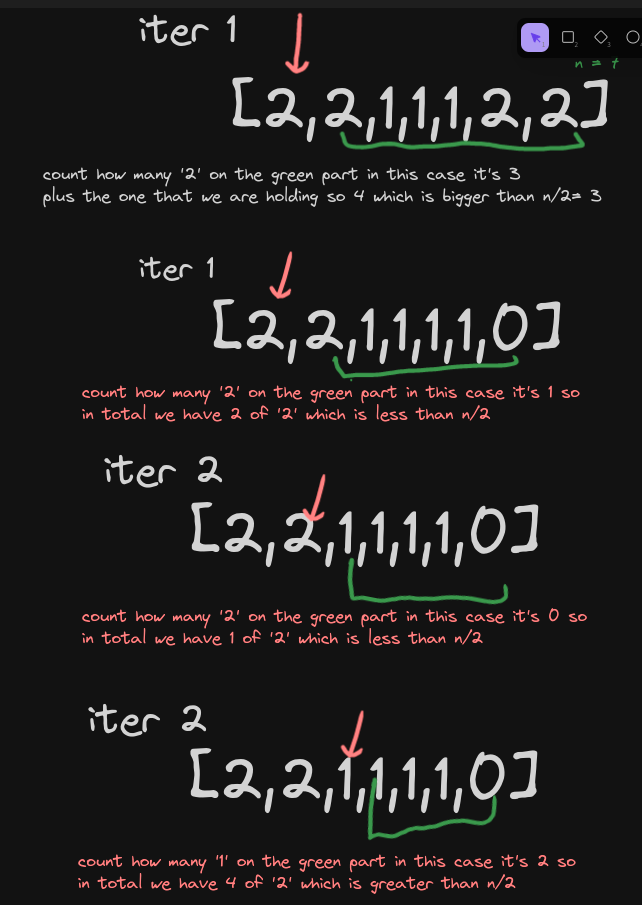 iter 1
n = 7
[2,2,1,1,1,2,2]
count how many '2' on the green part in this case it's 3
plus the one that we are holding so 4 which is bigger than n/2= 3
iter 1
[2,2,1,1,1,1,0]
count how many '2' on the green part in this case it's 1 so
in total we have 2 of '2' which is less than n/2
iter 2
[2,2,1,1,1,1,0]
count how many '2' on the green part in this case it's 0 so
in total we have 1 of '2' which is less than n/2
iter 2
[2,2,1,1,1,1,0]
count how many '1' on the green part in this case it's 2 so
in total we have 4 of '2' which is greater than n/2